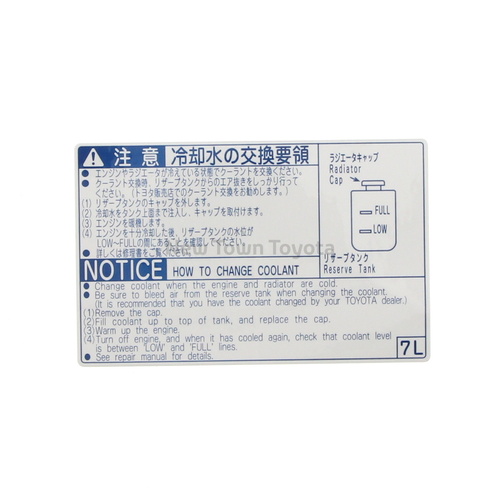 注意 冷却水の交換要領
● エンジンやラジエータが冷えている状態でクーラントを交換ください。
● クーラント交換時、リザーブタンクからのエア抜きをしっかり行って
ください。(トヨタ販売店でのクーラント交換をお勧めします。)
(1) リザーブタンクのキャップを外します。
(2) 冷却水をタンク上面まで注入し、キャップを取付けます。
(3) エンジンを暖機します。
(4) エンジンを十分冷却した後、リザーブタンクの水位が
LOW~FULLの間にあることを確認してください。
● 詳しくは修理書をご覧ください。
ラジエータキャップ
Radiator
Cap
FULL
LOW
リザーブタンク
Reserve Tank
New Town Toyota
NOTICE HOW TO CHANGE COOLANT
● Change coolant when the engine and radiator are cold.
● Be sure to bleed air from the reserve tank when changing the coolant.
(It is recommended that you have the coolant changed by your TOYOTA dealer.)
(1) Remove the cap.
(2) Fill coolant up to top of tank, and replace the cap.
(3) Warm up the engine.
(4) Turn off engine, and when it has cooled again, check that coolant level
is between 'LOW' and 'FULL' lines.
● See repair manual for details.
7L